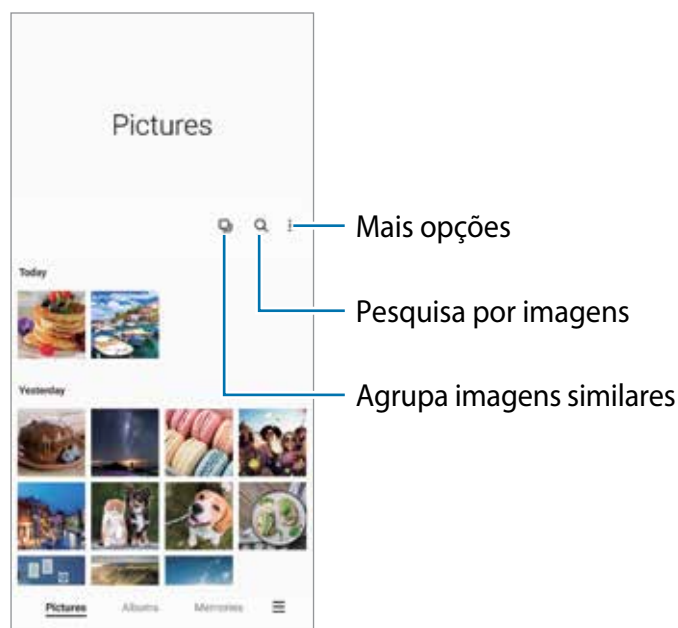 Pictures
Mais opções
Today
Pesquisa por imagens
Yesterday
Agrupa imagens similares
Pictures Albums Memories